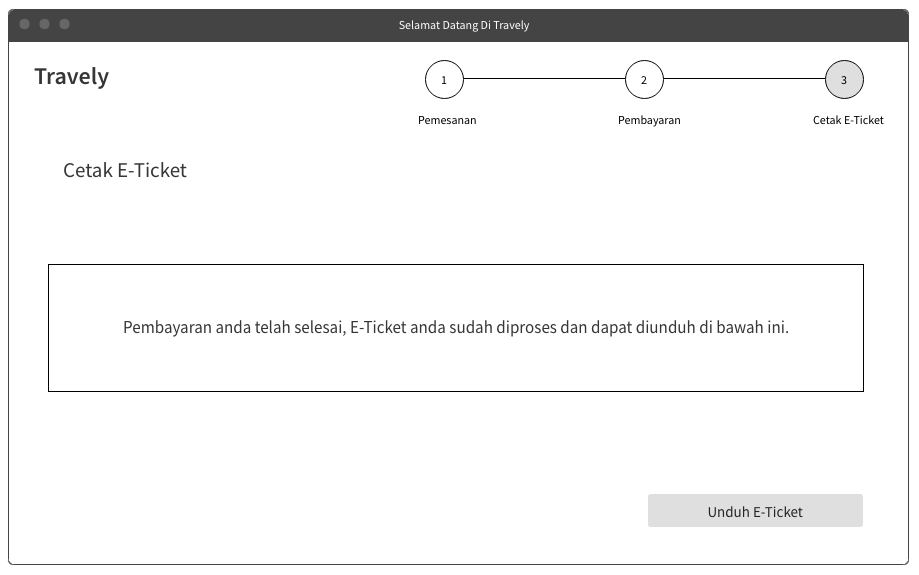 Selamat Datang Di Travely
Travely
1
2
3
Pemesanan
Pembayaran
Cetak E-Ticket
Cetak E-Ticket
Pembayaran anda telah selesai, E-Ticket anda sudah diproses dan dapat diunduh di bawah ini.
Unduh E-Ticket